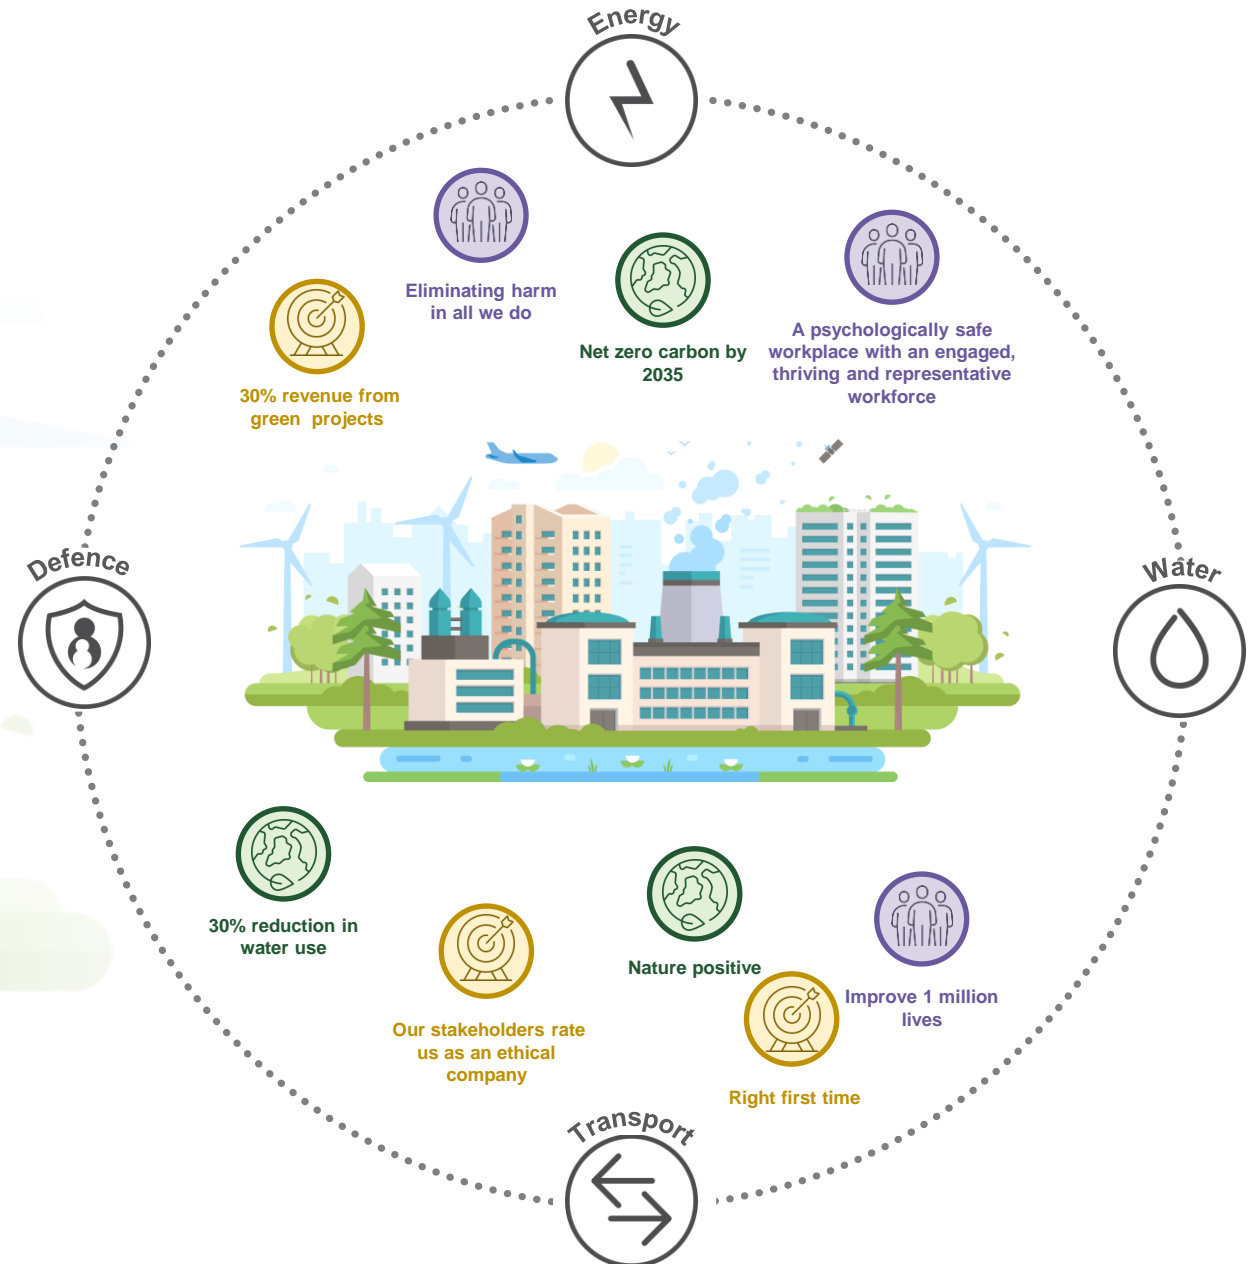 Energy
Eliminating harm
in all we do
Net zero carbon by
2035
A psychologically safe
workplace with an engaged,
thriving and representative
workforce
30% revenue from
green projects
Defence
Water
30% reduction in
water use
Our stakeholders rate
us as an ethical
company
Nature positive
Improve 1 million
lives
Right first time
Transport